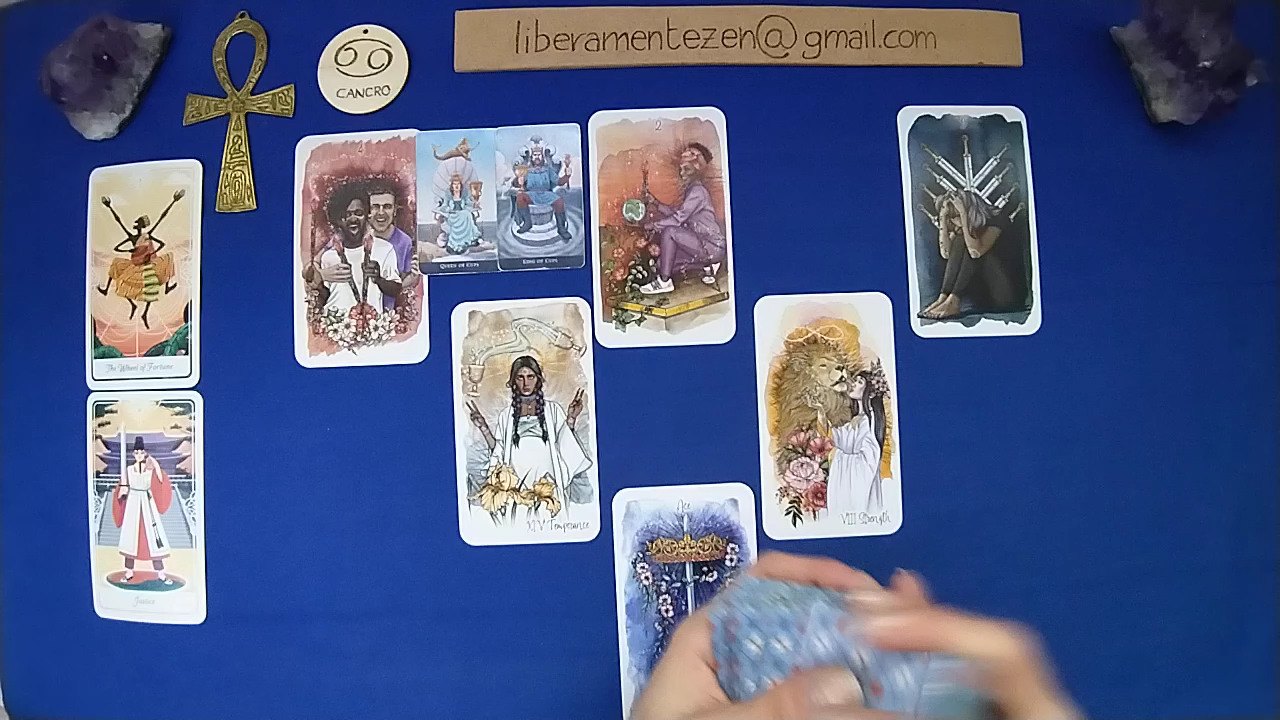 liberamentezen@gmail.com
CANCRO
4
QUEEN OF CUPS
KING OF CUPS
2
The Wheel of Fortune
XIV Temperance
VIII Strength
Justice
Ace